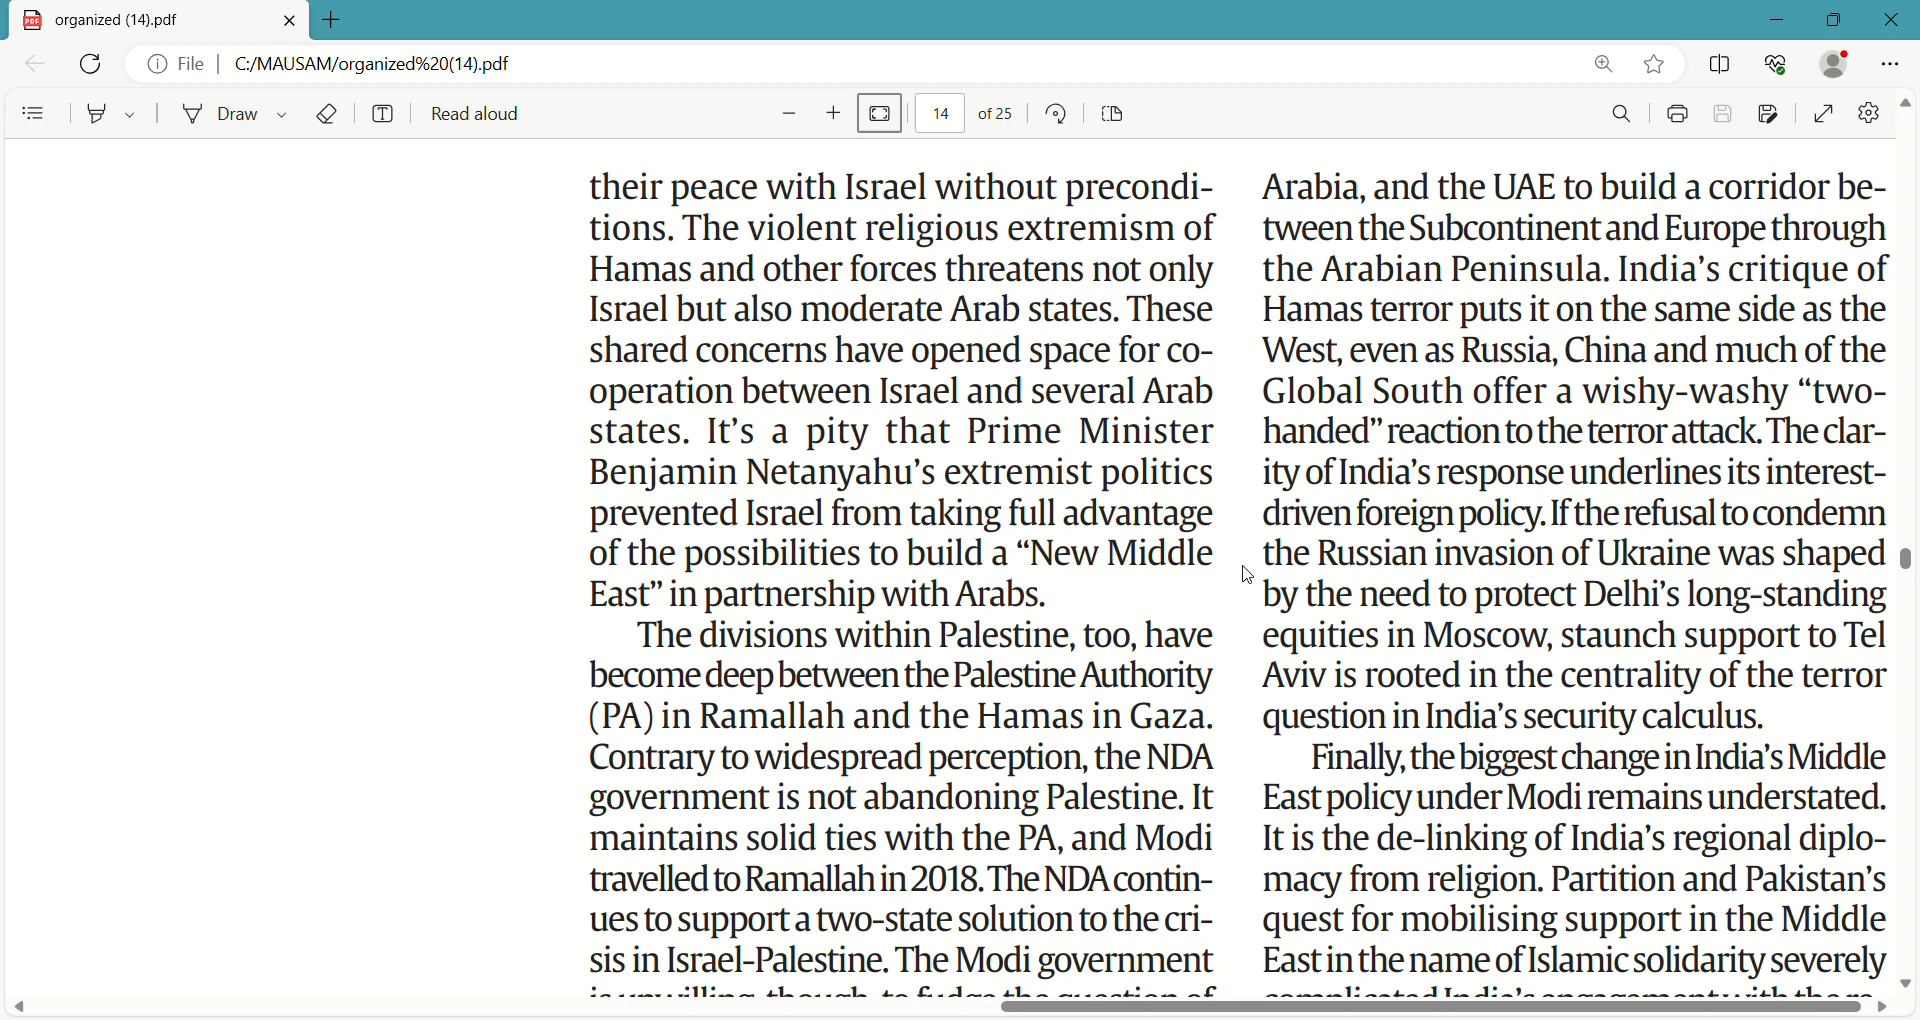 organized (14).pdf
File
C:/MAUSAM/organized%20(14).pdf
Draw
Read aloud
14 of 25
their peace with Israel without precondi-
tions. The violent religious extremism of
Hamas and other forces threatens not only
Israel but also moderate Arab states. These
shared concerns have opened space for co-
operation between Israel and several Arab
states. It's a pity that Prime Minister
Benjamin Netanyahu's extremist politics
prevented Israel from taking full advantage
of the possibilities to build a “New Middle
East” in partnership with Arabs.
The divisions within Palestine, too, have
become deep between the Palestine Authority
(PA) in Ramallah and the Hamas in Gaza.
Contrary to widespread perception, the NDA
government is not abandoning Palestine. It
maintains solid ties with the PA, and Modi
travelled to Ramallah in 2018. The NDA contin-
ues to support a two-state solution to the cri-
sis in Israel-Palestine. The Modi government
Arabia, and the UAE to build a corridor be-
tween the Subcontinent and Europe through
the Arabian Peninsula. India's critique of
Hamas terror puts it on the same side as the
West, even as Russia, China and much of the
Global South offer a wishy-washy “two-
handed” reaction to the terror attack. The clar-
ity of India's response underlines its interest-
driven foreign policy. If the refusal to condemn
the Russian invasion of Ukraine was shaped
by the need to protect Delhi's long-standing
equities in Moscow, staunch support to Tel
Aviv is rooted in the centrality of the terror
question in India's security calculus.
Finally, the biggest change in India's Middle
East policy under Modi remains understated.
It is the de-linking of India's regional diplo-
macy from religion. Partition and Pakistan's
quest for mobilising support in the Middle
East in the name of Islamic solidarity severely